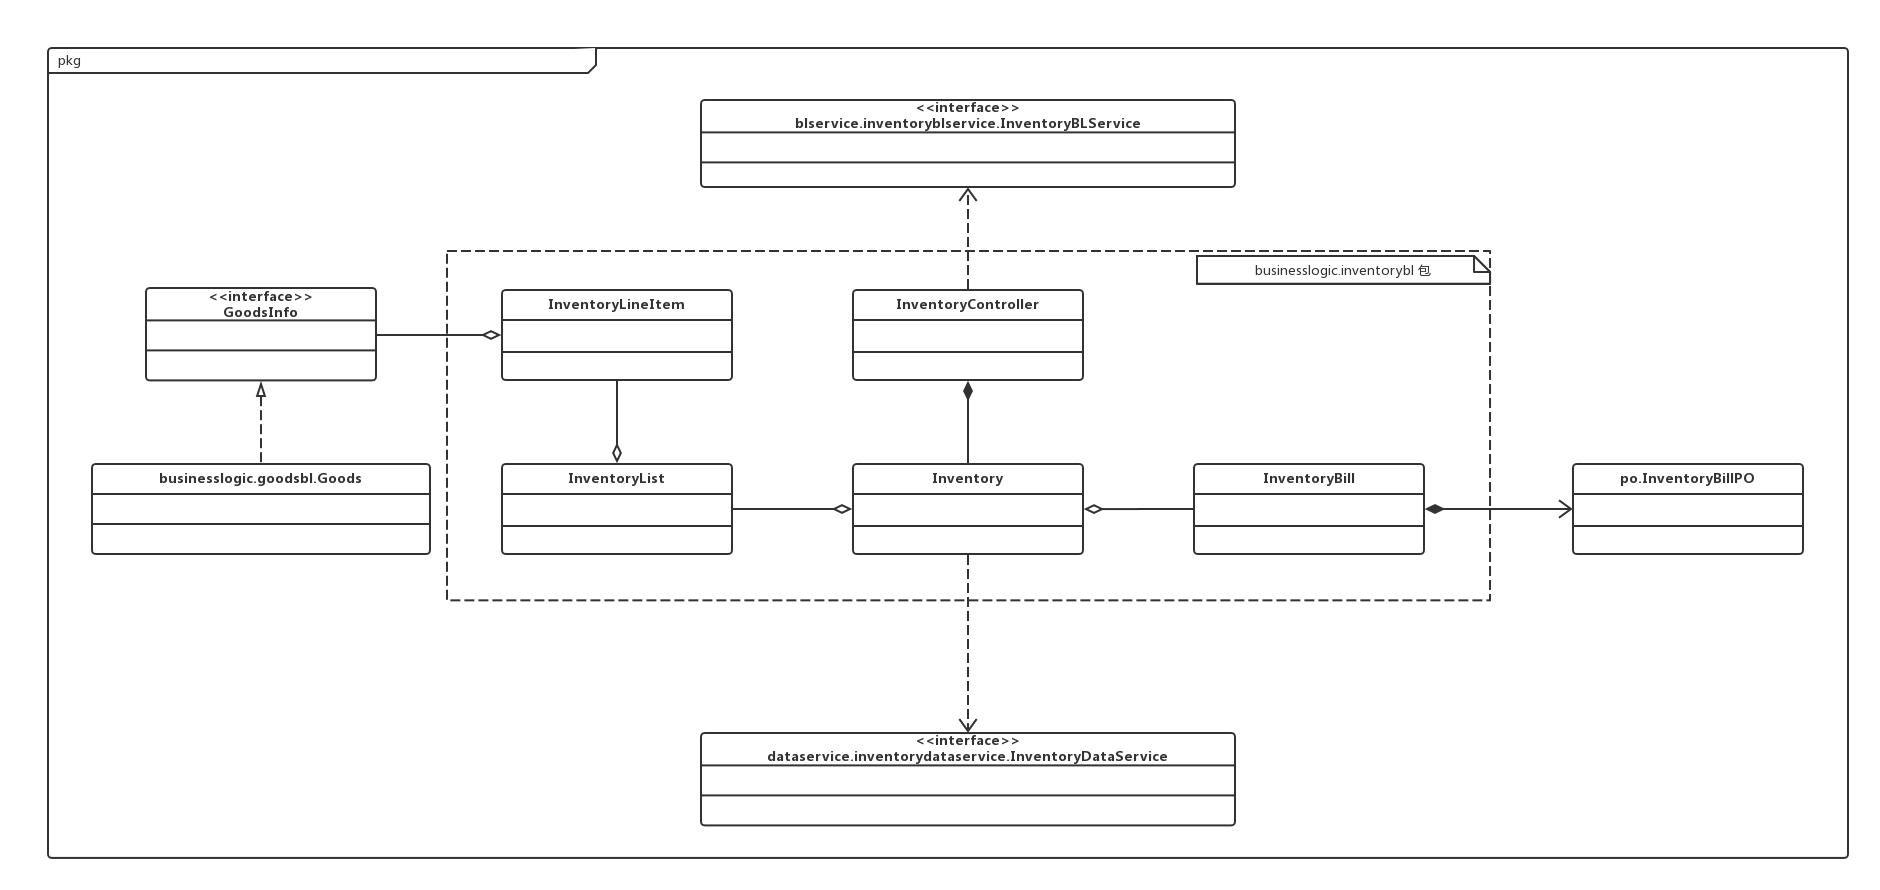 pkg
<<interface>>
blservice.inventoryblservice.InventoryBLService
businesslogic.inventorybl 包
<<interface>>
GoodsInfo
InventoryLineItem
InventoryController
businesslogic.goodsbl.Goods
InventoryList
Inventory
InventoryBill
po.InventoryBillPO
<<interface>>
dataservice.inventorydataservice.InventoryDataService